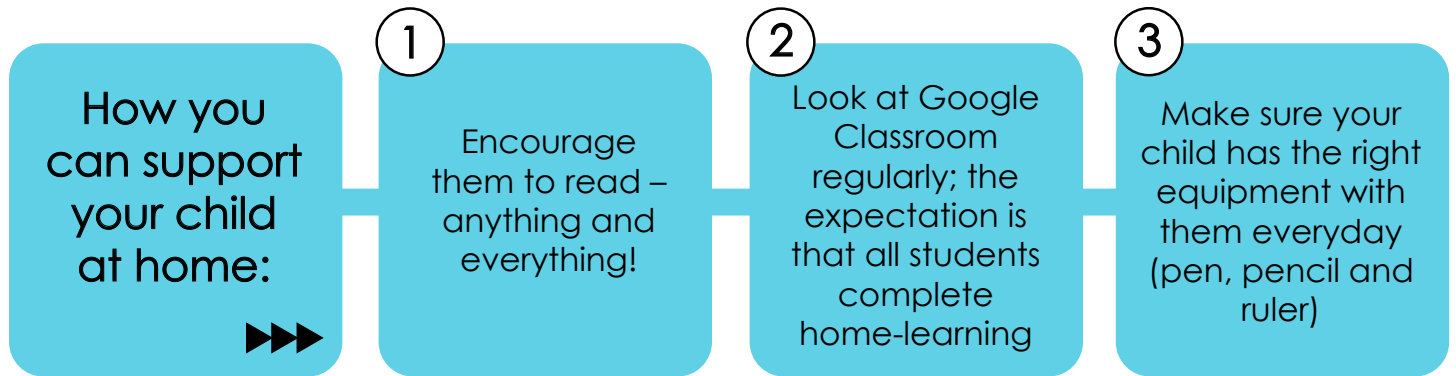 How you
can support
your child
at home:
1
Encourage
them to read –
anything and
everything!
2
Look at Google
Classroom
regularly; the
expectation is
that all students
complete
home-learning
3
Make sure your
child has the right
equipment with
them everyday
(pen, pencil and
ruler)